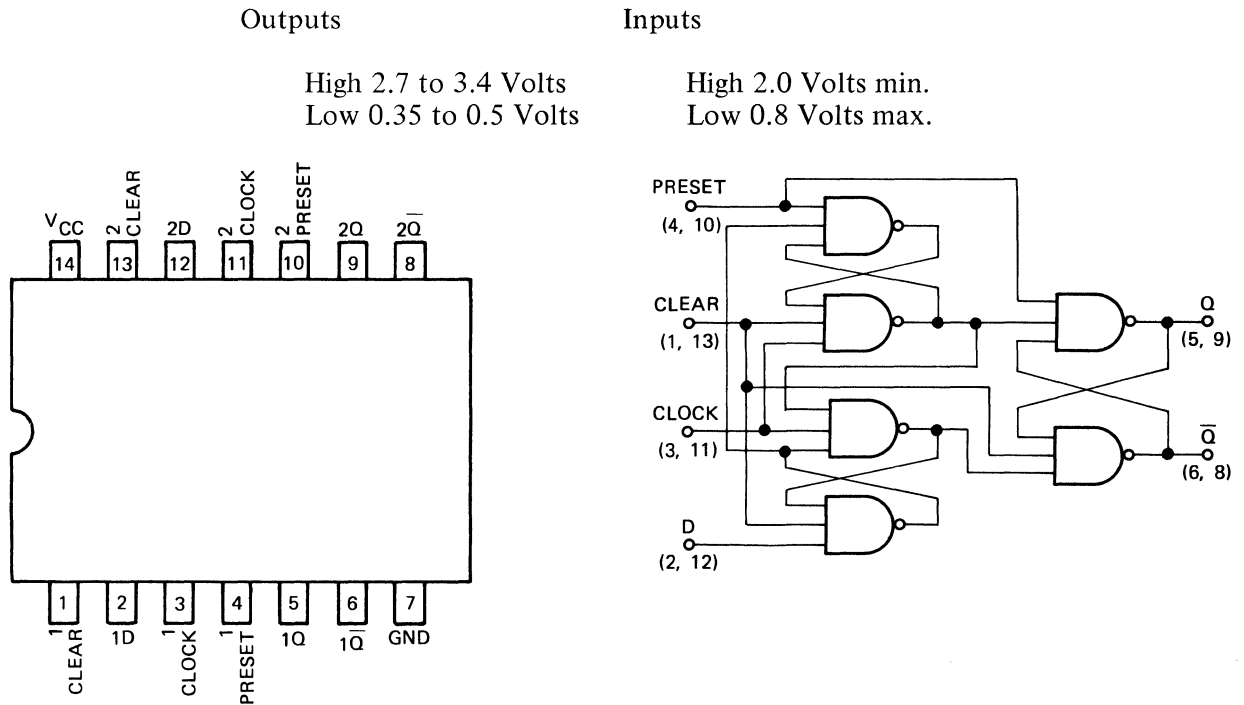 Outputs Inputs
High 2.7 to 3.4 Volts High 2.0 Volts min.
Low 0.35 to 0.5 Volts Low 0.8 Volts max.
VCC 2 CLEAR 2D 2 CLOCK 2 PRESET 2Q 2Q̅
14 13 12 11 10 9 8
1 2 3 4 5 6 7
1 CLEAR 1D 1 CLOCK 1 PRESET 1Q 1Q̅ GND
PRESET
(4, 10)
CLEAR
(1, 13)
CLOCK
(3, 11)
D
(2, 12)
Q
(5, 9)
Q̅
(6, 8)